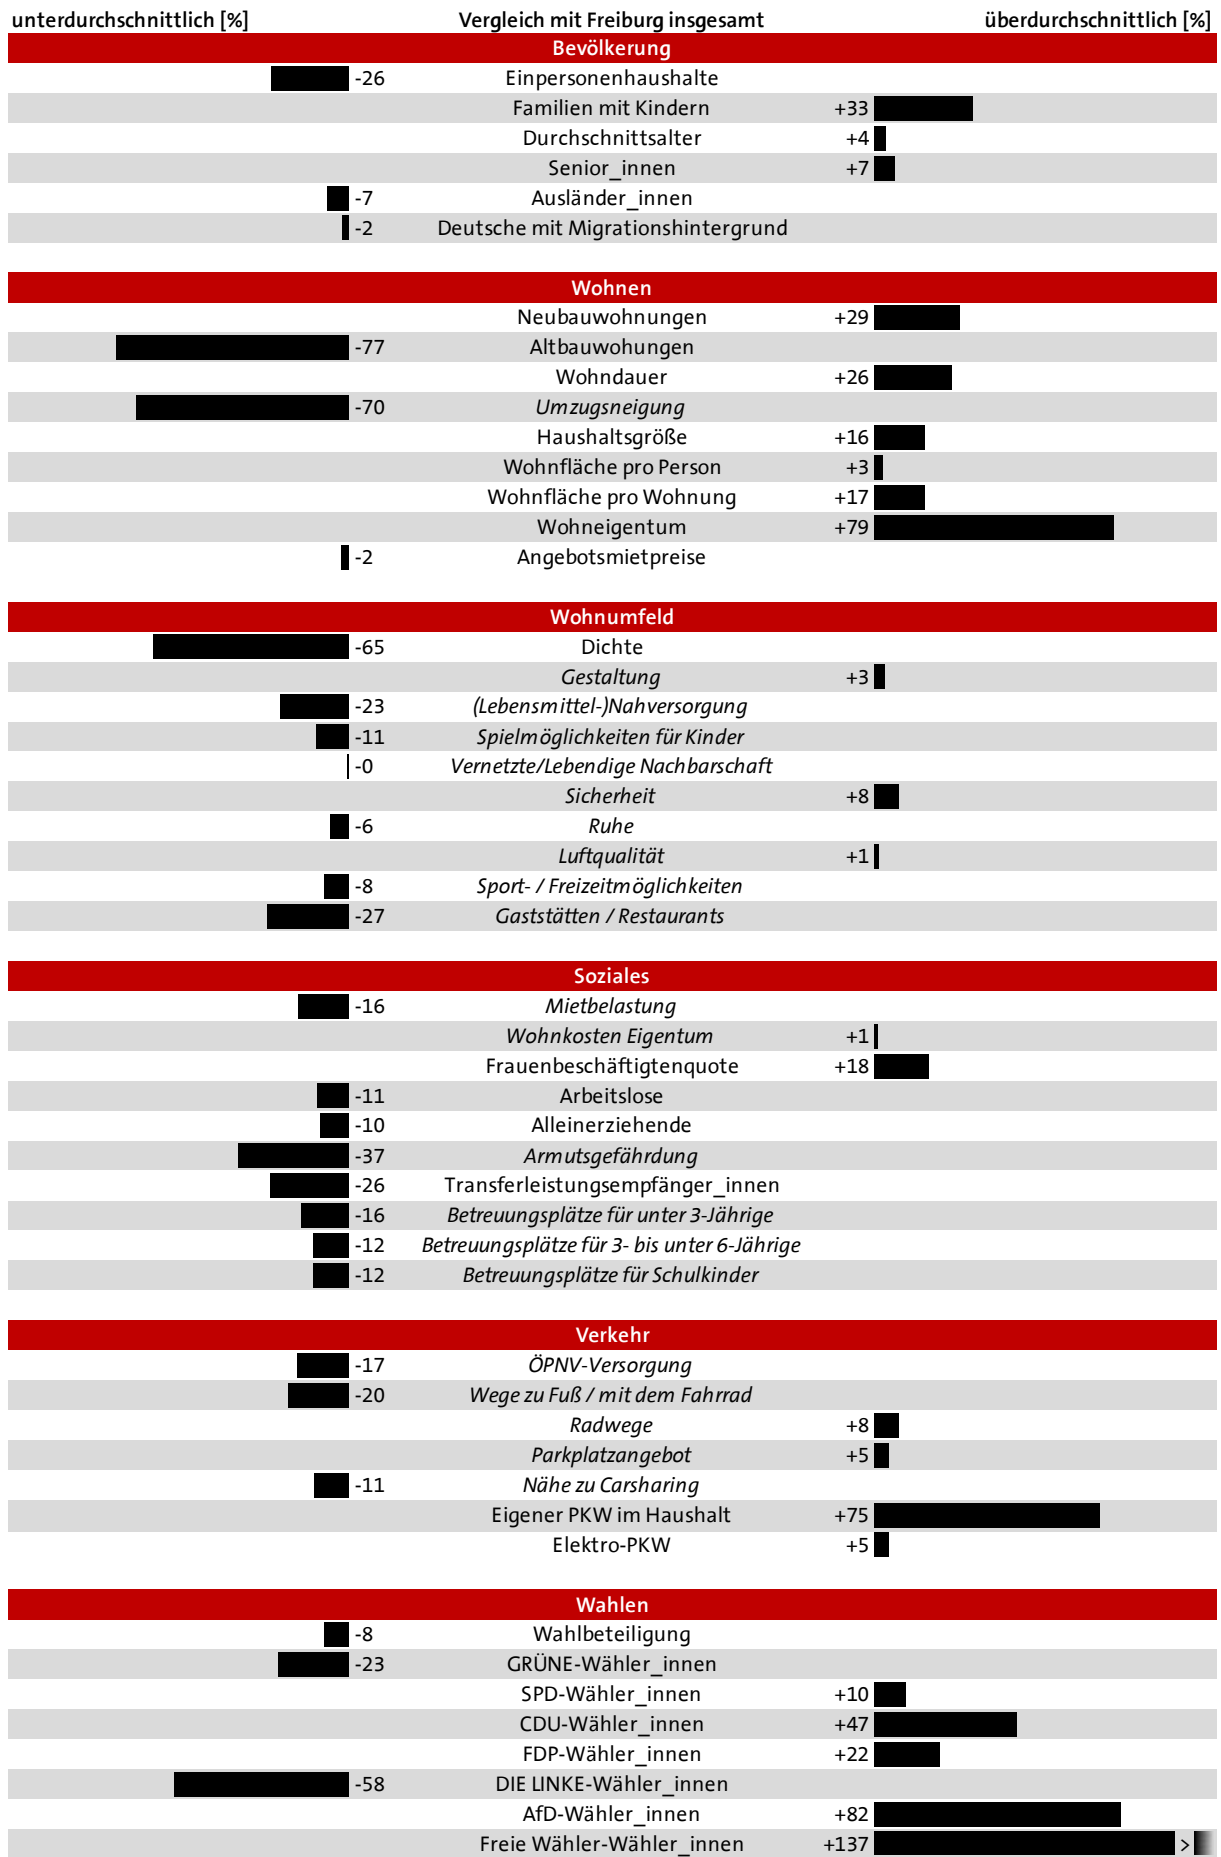 unterdurchschnittlich [%] Vergleich mit Freiburg insgesamt überdurchschnittlich [%]
Bevölkerung
-26 Einpersonenhaushalte
Familien mit Kindern +33
Durchschnittsalter +4
Senior_innen +7
-7 Ausländer_innen
-2 Deutsche mit Migrationshintergrund
Wohnen
Neubauwohnungen +29
-77 Altbauwohungen
Wohndauer +26
-70 Umzugsneigung
Haushaltsgröße +16
Wohnfläche pro Person +3
Wohnfläche pro Wohnung +17
Wohneigentum +79
-2 Angebotsmietpreise
Wohnumfeld
-65 Dichte
Gestaltung +3
-23 (Lebensmittel-)Nahversorgung
-11 Spielmöglichkeiten für Kinder
-0 Vernetzte/Lebendige Nachbarschaft
Sicherheit +8
-6 Ruhe
Luftqualität +1
-8 Sport- / Freizeitmöglichkeiten
-27 Gaststätten / Restaurants
Soziales
-16 Mietbelastung
Wohnkosten Eigentum +1
Frauenbeschäftigtenquote +18
-11 Arbeitslose
-10 Alleinerziehende
-37 Armutsgefährdung
-26 Transferleistungsempfänger_innen
-16 Betreuungsplätze für unter 3-Jährige
-12 Betreuungsplätze für 3- bis unter 6-Jährige
-12 Betreuungsplätze für Schulkinder
Verkehr
-17 ÖPNV-Versorgung
-20 Wege zu Fuß / mit dem Fahrrad
Radwege +8
Parkplatzangebot +5
-11 Nähe zu Carsharing
Eigener PKW im Haushalt +75
Elektro-PKW +5
Wahlen
-8 Wahlbeteiligung
-23 GRÜNE-Wähler_innen
SPD-Wähler_innen +10
CDU-Wähler_innen +47
FDP-Wähler_innen +22
-58 DIE LINKE-Wähler_innen
AfD-Wähler_innen +82
Freie Wähler-Wähler_innen +137 >